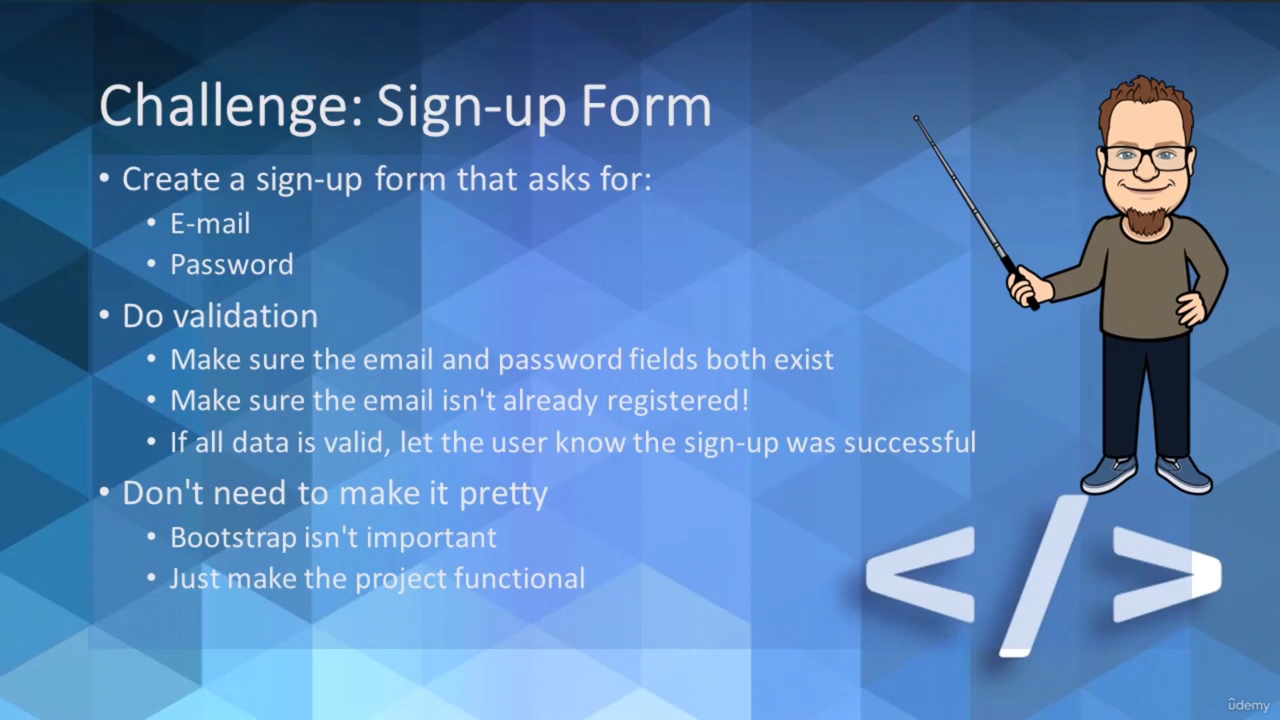 Challenge: Sign-up Form
• Create a sign-up form that asks for:
• E-mail
• Password
• Do validation
• Make sure the email and password fields both exist
• Make sure the email isn't already registered!
• If all data is valid, let the user know the sign-up was successful
• Don't need to make it pretty
• Bootstrap isn't important
• Just make the project functional
</>
ûdemy